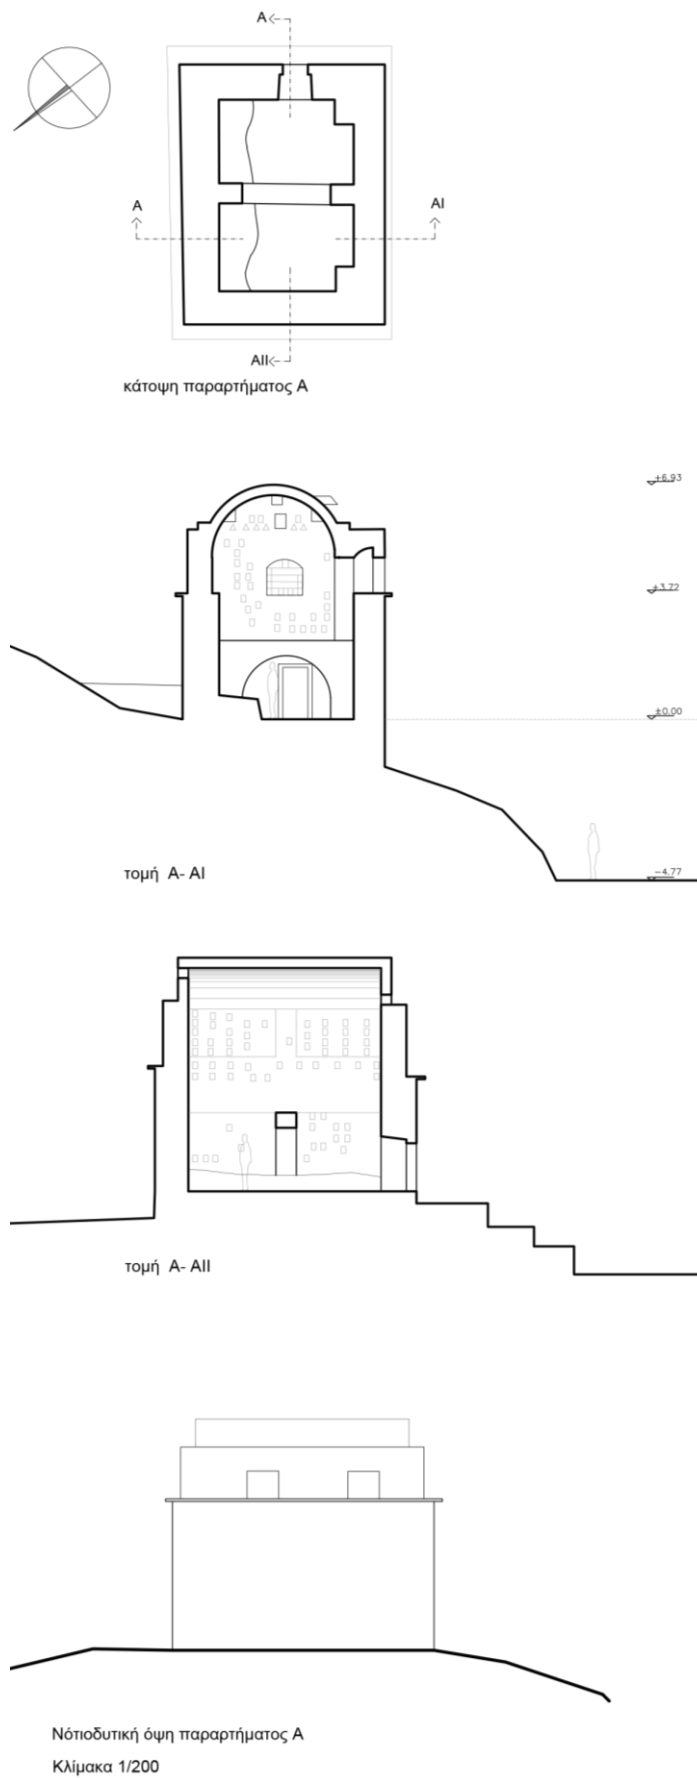 A
A
AI
AII
κάτοψη παραρτήματος Α
+6.93
+3.72
±0.00
-4.77
τομή Α- ΑΙ
τομή Α- ΑΙΙ
Νότιοδυτική όψη παραρτήματος Α
Κλίμακα 1/200